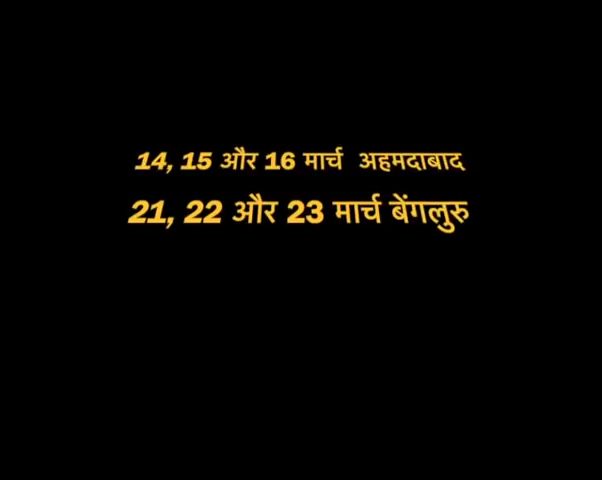 14, 15 और 16 मार्च अहमदाबाद
21, 22 और 23 मार्च बेंगलुरु